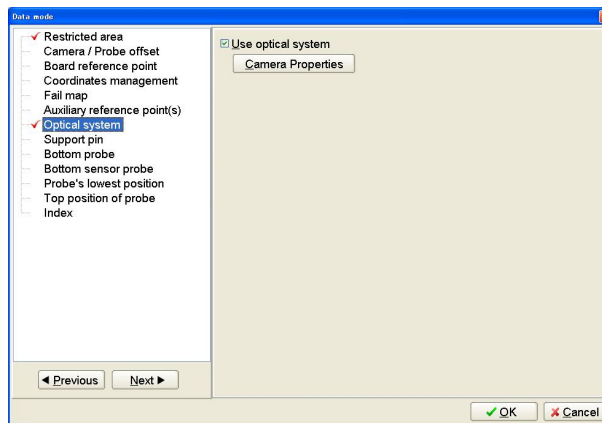 Data mode
Restricted area
Camera / Probe offset
Board reference point
Coordinates management
Fail map
Auxiliary reference point(s)
Optical system
Support pin
Bottom probe
Bottom sensor probe
Probe's lowest position
Top position of probe
Index
Use optical system
Camera Properties
Previous
Next
OK
Cancel